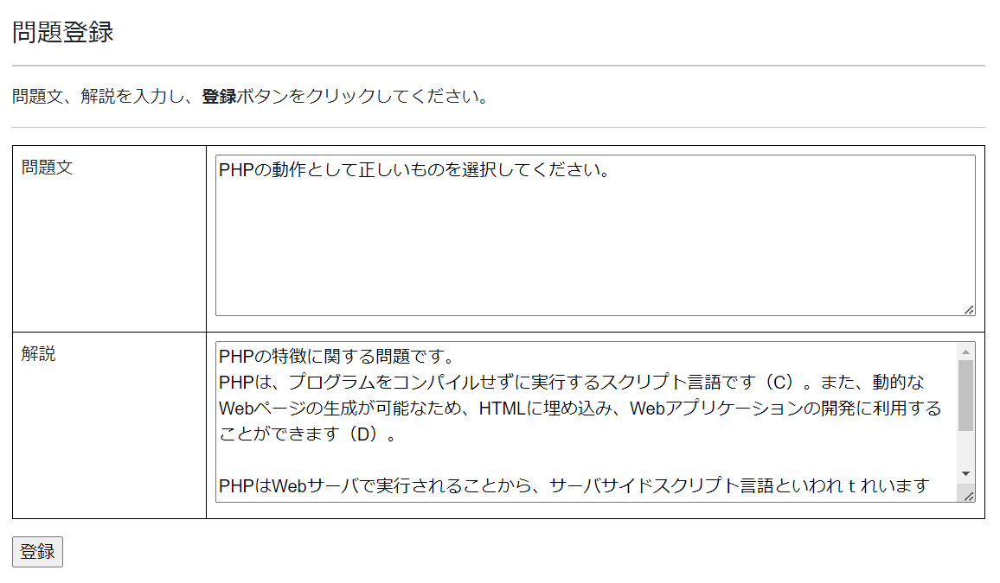 問題登録
問題文、解説を入力し、登録ボタンをクリックしてください。
問題文
PHPの動作として正しいものを選択してください。
解説
PHPの特徴に関する問題です。
PHPは、プログラムをコンパイルせずに実行するスクリプト言語です（C）。また、動的な
Webページの生成が可能なため、HTMLに埋め込み、Webアプリケーションの開発に利用する
ことができます（D）。
PHPはWebサーバで実行されることから、サーバサイドスクリプト言語といわれｔれいます
登録